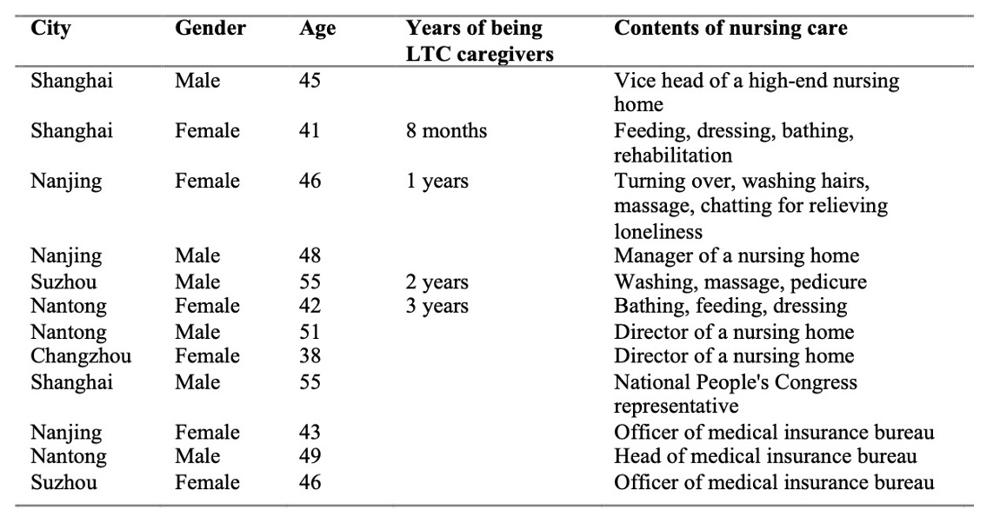 City Gender Age Years of being Contents of nursing care
LTC caregivers
Shanghai Male 45 Vice head of a high-end nursing
home
Shanghai Female 41 8 months Feeding, dressing, bathing,
rehabilitation
Nanjing Female 46 1 years Turning over, washing hairs,
massage, chatting for relieving
loneliness
Nanjing Male 48 Manager of a nursing home
Suzhou Male 55 2 years Washing, massage, pedicure
Nantong Female 42 3 years Bathing, feeding, dressing
Nantong Male 51 Director of a nursing home
Changzhou Female 38 Director of a nursing home
Shanghai Male 55 National People's Congress
representative
Nanjing Female 43 Officer of medical insurance bureau
Nantong Male 49 Head of medical insurance bureau
Suzhou Female 46 Officer of medical insurance bureau